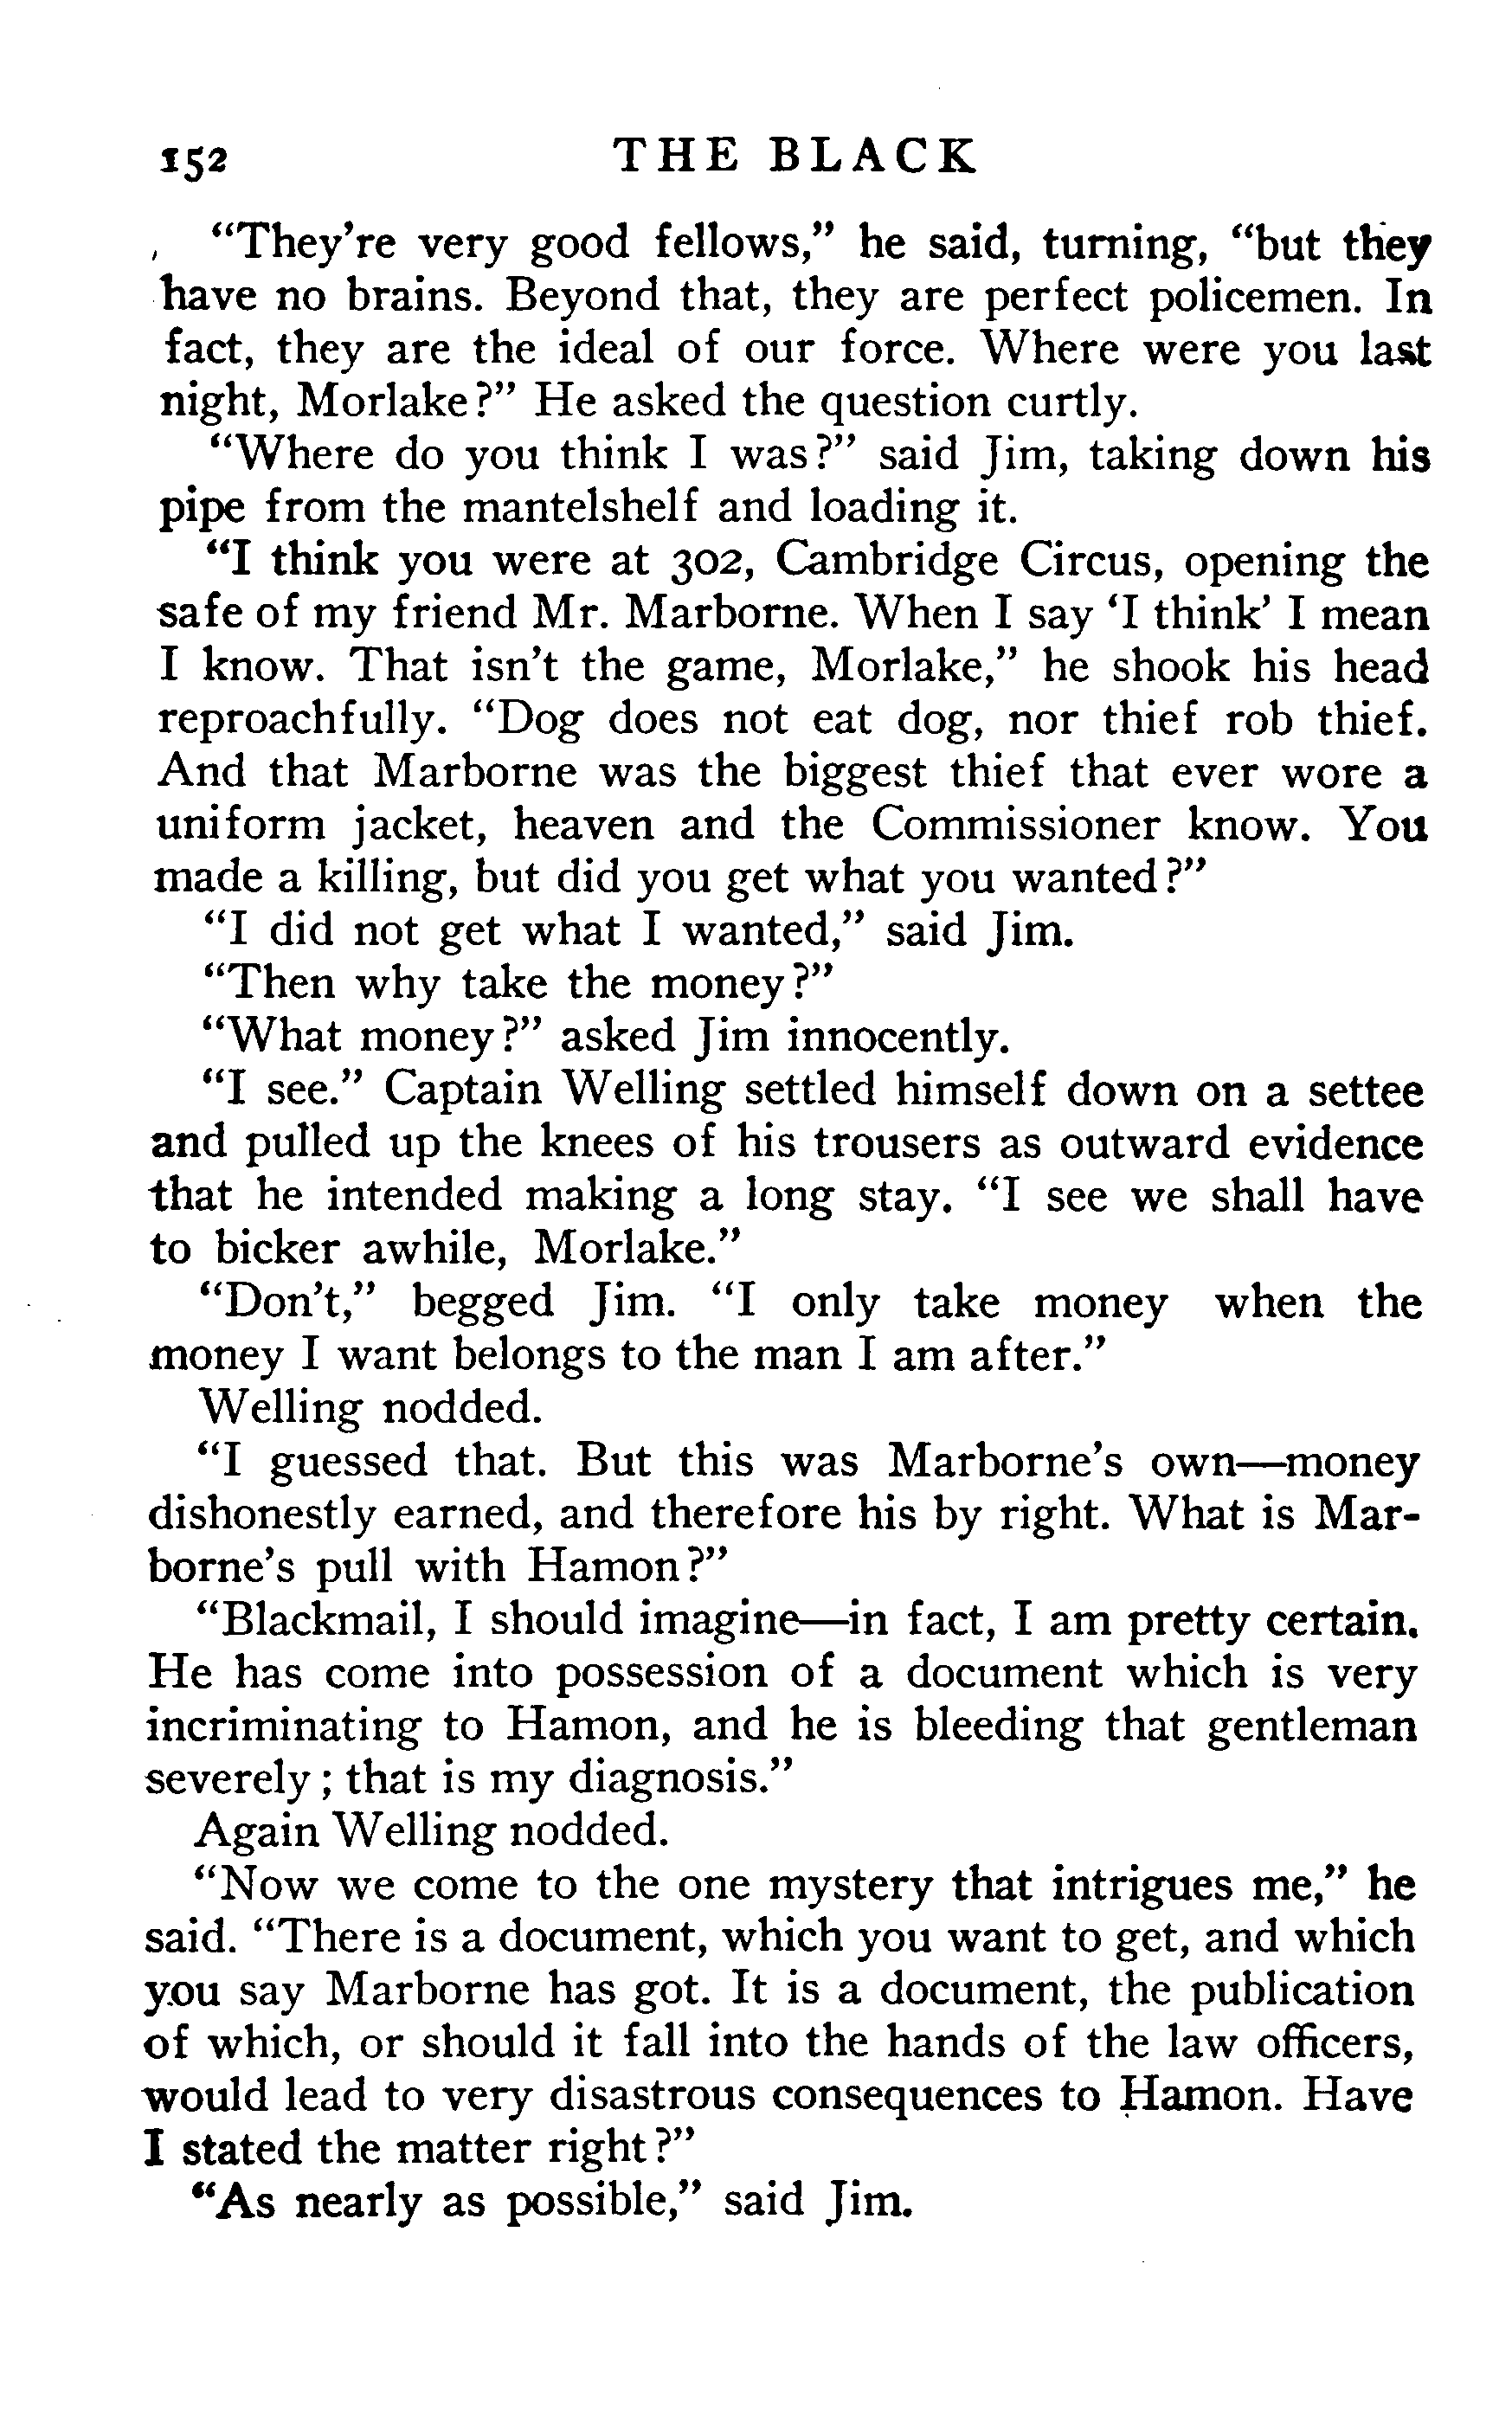 152 THE BLACK
“They’re very good fellows,” he said, turning, “but they
have no brains. Beyond that, they are perfect policemen. In
fact, they are the ideal of our force. Where were you last
night, Morlake?” He asked the question curtly.
“Where do you think I was?” said Jim, taking down his
pipe from the mantelshelf and loading it.
“I think you were at 302, Cambridge Circus, opening the
safe of my friend Mr. Marborne. When I say ‘I think’ I mean
I know. That isn’t the game, Morlake,” he shook his head
reproachfully. “Dog does not eat dog, nor thief rob thief.
And that Marborne was the biggest thief that ever wore a
uniform jacket, heaven and the Commissioner know. You
made a killing, but did you get what you wanted?”
“I did not get what I wanted,” said Jim.
“Then why take the money?”
“What money?” asked Jim innocently.
“I see.” Captain Welling settled himself down on a settee
and pulled up the knees of his trousers as outward evidence
that he intended making a long stay. “I see we shall have
to bicker awhile, Morlake.”
“Don’t,” begged Jim. “I only take money when the
money I want belongs to the man I am after.”
Welling nodded.
“I guessed that. But this was Marborne’s own—money
dishonestly earned, and therefore his by right. What is Mar-
borne’s pull with Hamon?”
“Blackmail, I should imagine—in fact, I am pretty certain.
He has come into possession of a document which is very
incriminating to Hamon, and he is bleeding that gentleman
severely; that is my diagnosis.”
Again Welling nodded.
“Now we come to the one mystery that intrigues me,” he
said. “There is a document, which you want to get, and which
you say Marborne has got. It is a document, the publication
of which, or should it fall into the hands of the law officers,
would lead to very disastrous consequences to Hamon. Have
I stated the matter right?”
“As nearly as possible,” said Jim.